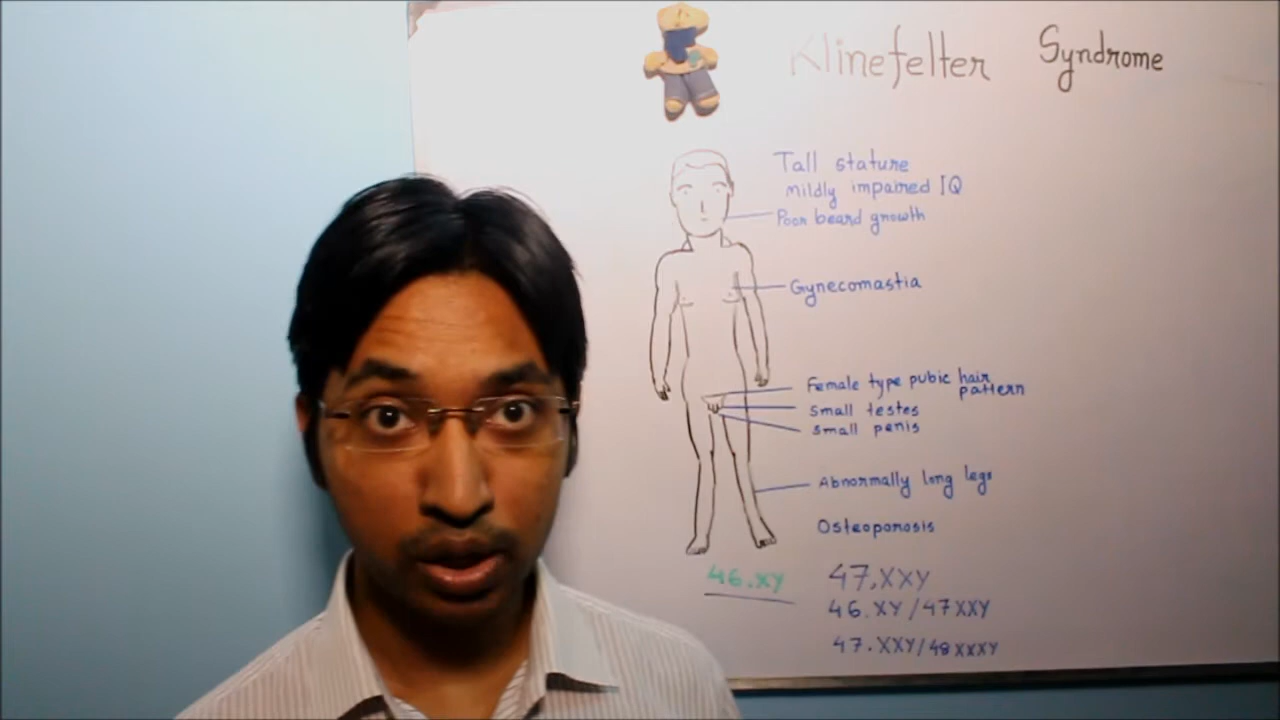 Klinefelter Syndrome
Tall stature
Mildly impaired IQ
Poor beard growth
Gynecomastia
Female type pubic hair
pattern
Small testes
Small penis
Abnormally long legs
Osteoporosis
46.XY
47.XXY
46.XY/47XXY
47.XXY/48XXXY